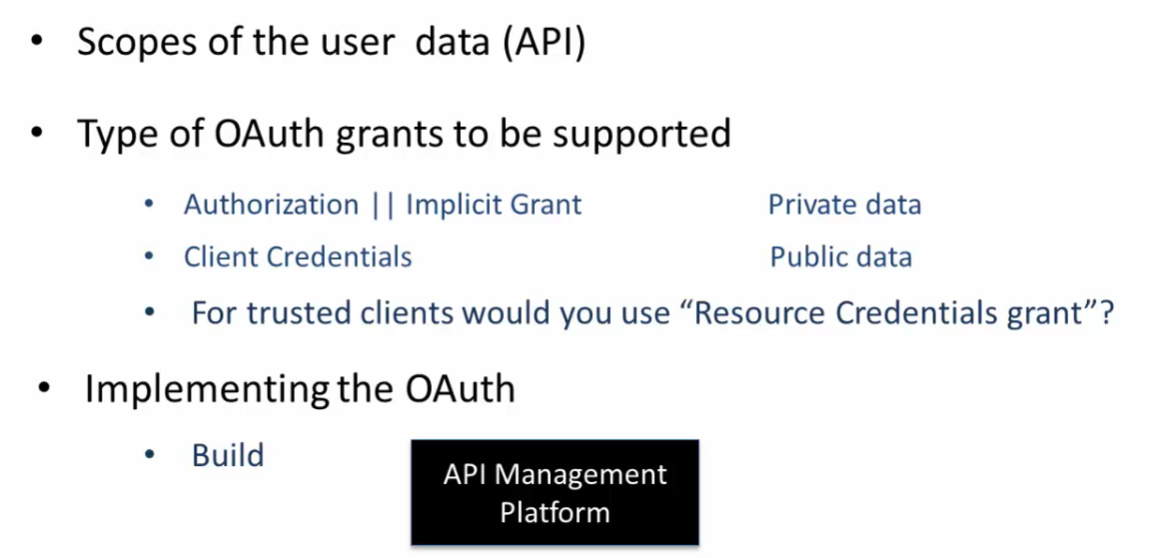 • Scopes of the user data (API)
• Type of OAuth grants to be supported
• Authorization || Implicit Grant Private data
• Client Credentials Public data
• For trusted clients would you use “Resource Credentials grant”?
• Implementing the OAuth
• Build
API Management
Platform